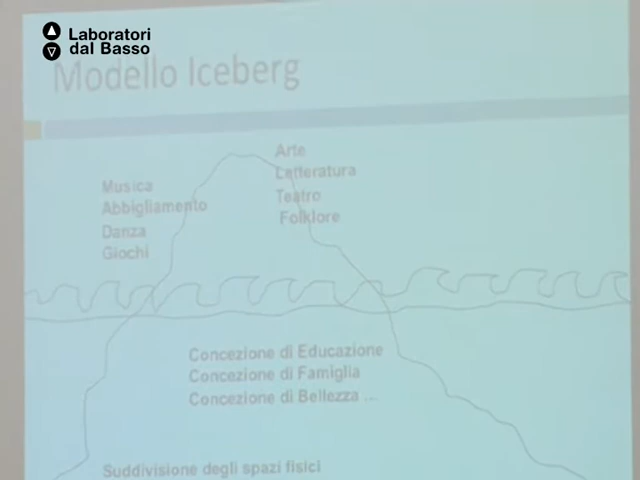 Laboratori
dal Basso
Modello Iceberg
Arte
Letteratura
Teatro
Folklore
Musica
Abbigliamento
Danza
Giochi
Concezione di Educazione
Concezione di Famiglia
Concezione di Bellezza ...
Suddivisione degli spazi fisici